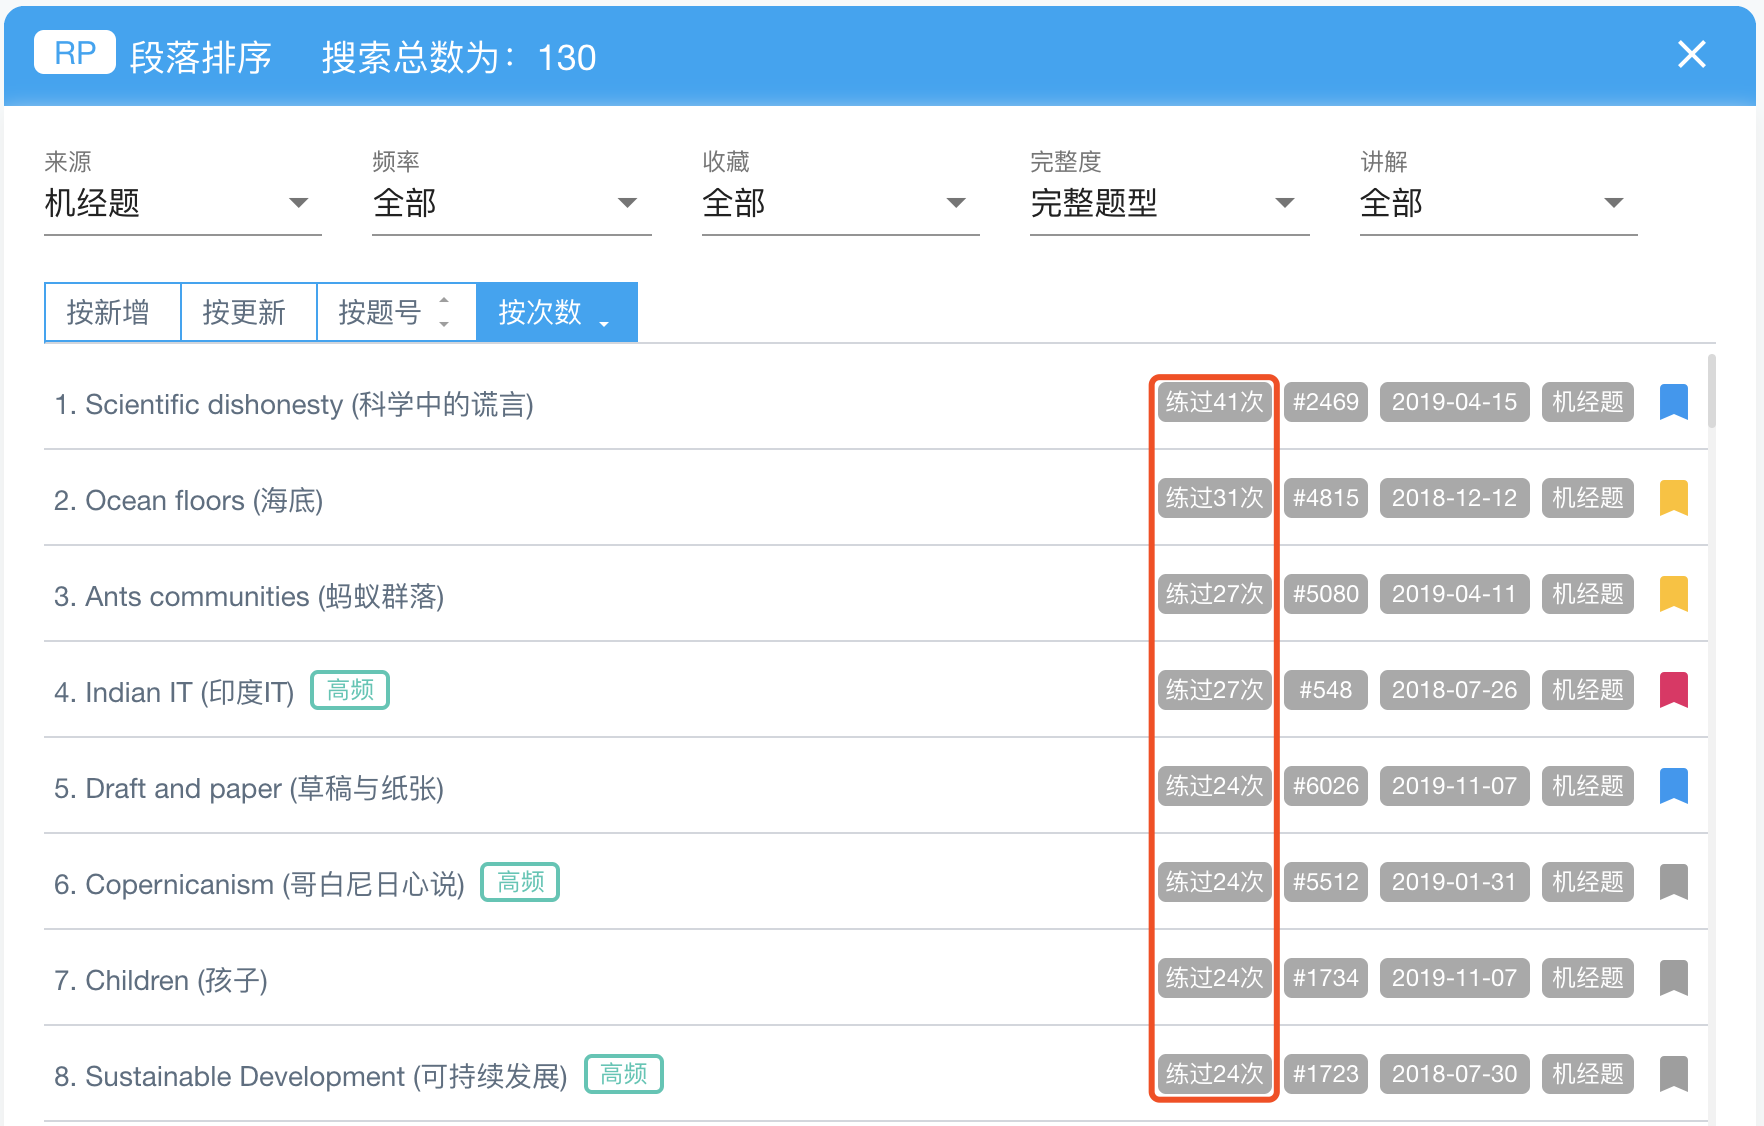 RP 段落排序 搜索总数为：130
来源 频率 收藏 完整度 讲解
机经题 全部 全部 完整题型 全部
按新增 按更新 按题号 按次数
1. Scientific dishonesty (科学中的谎言) 练过41次 #2469 2019-04-15 机经题
2. Ocean floors (海底) 练过31次 #4815 2018-12-12 机经题
3. Ants communities (蚂蚁群落) 练过27次 #5080 2019-04-11 机经题
4. Indian IT (印度IT) 高频 练过27次 #548 2018-07-26 机经题
5. Draft and paper (草稿与纸张) 练过24次 #6026 2019-11-07 机经题
6. Copernicanism (哥白尼日心说) 高频 练过24次 #5512 2019-01-31 机经题
7. Children (孩子) 练过24次 #1734 2019-11-07 机经题
8. Sustainable Development (可持续发展) 高频 练过24次 #1723 2018-07-30 机经题